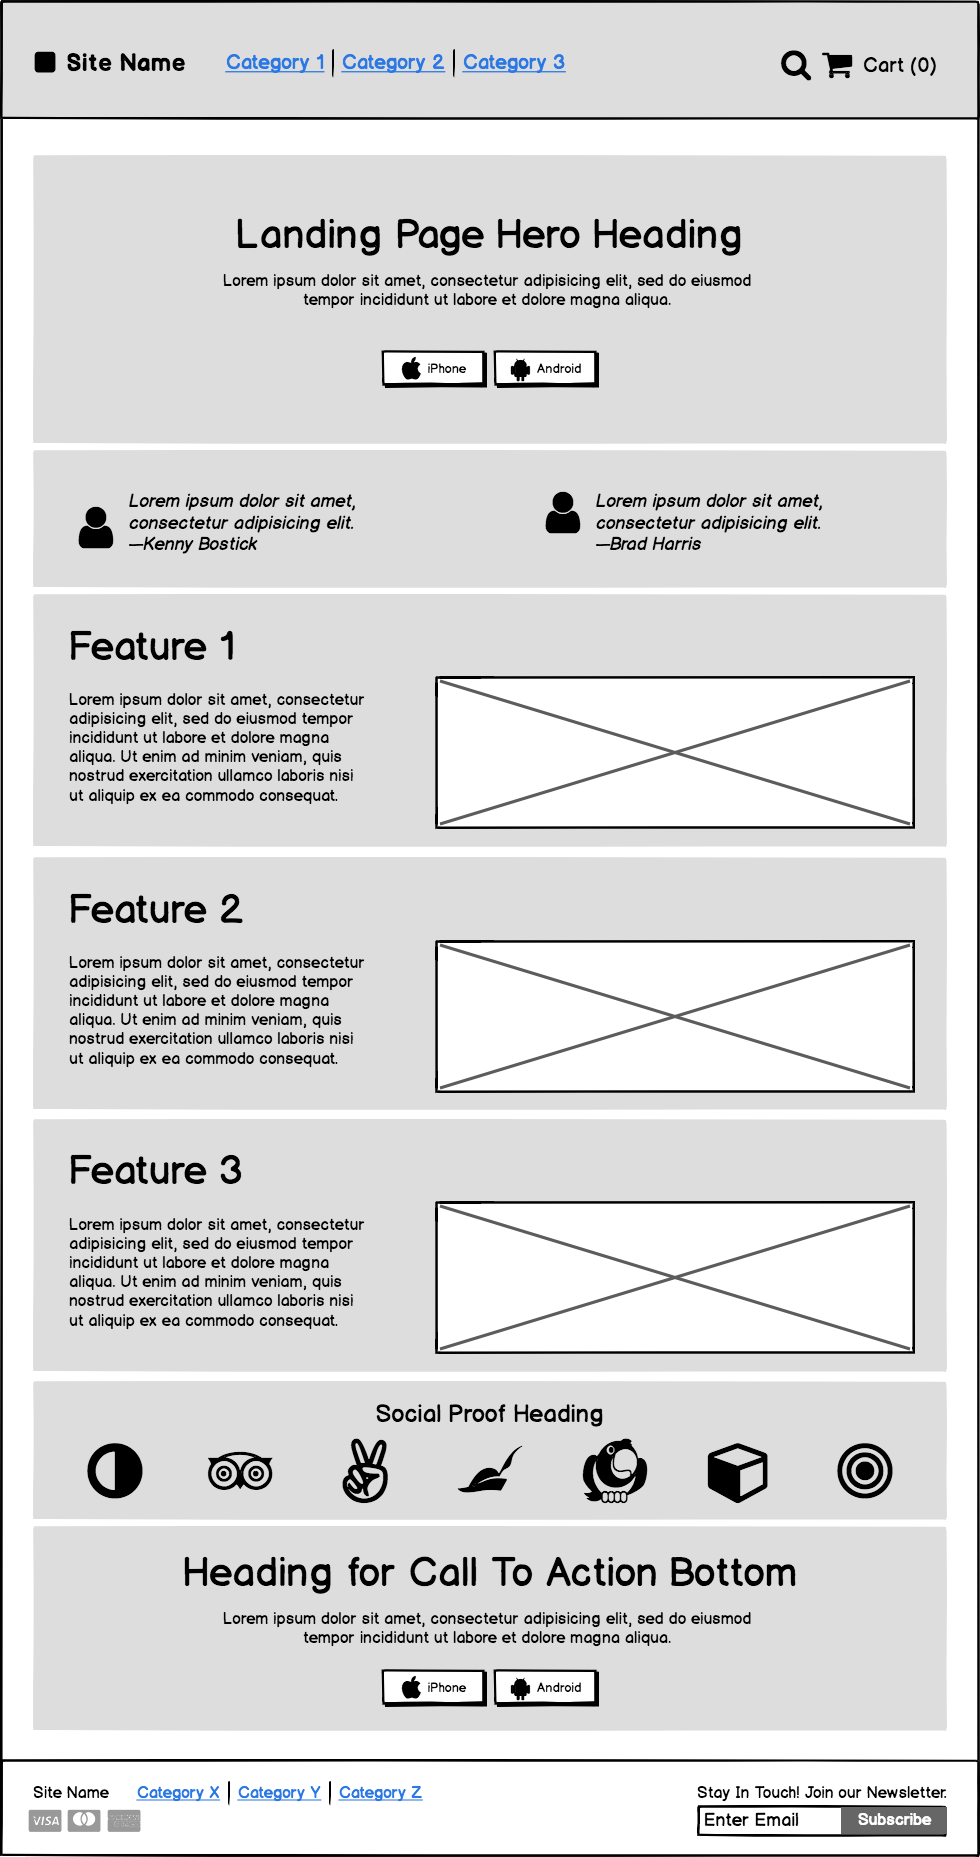 Site Name
Category 1 Category 2 Category 3
Cart (0)
Landing Page Hero Heading
Lorem ipsum dolor sit amet, consectetur adipisicing elit, sed do eiusmod
tempor incididunt ut labore et dolore magna aliqua.
iPhone
Android
Lorem ipsum dolor sit amet,
consectetur adipisicing elit.
—Kenny Bostick
Lorem ipsum dolor sit amet,
consectetur adipisicing elit.
—Brad Harris
Feature 1
Lorem ipsum dolor sit amet, consectetur
adipisicing elit, sed do eiusmod tempor
incididunt ut labore et dolore magna
aliqua. Ut enim ad minim veniam, quis
nostrud exercitation ullamco laboris nisi
ut aliquip ex ea commodo consequat.
Feature 2
Lorem ipsum dolor sit amet, consectetur
adipisicing elit, sed do eiusmod tempor
incididunt ut labore et dolore magna
aliqua. Ut enim ad minim veniam, quis
nostrud exercitation ullamco laboris nisi
ut aliquip ex ea commodo consequat.
Feature 3
Lorem ipsum dolor sit amet, consectetur
adipisicing elit, sed do eiusmod tempor
incididunt ut labore et dolore magna
aliqua. Ut enim ad minim veniam, quis
nostrud exercitation ullamco laboris nisi
ut aliquip ex ea commodo consequat.
Social Proof Heading
Heading for Call To Action Bottom
Lorem ipsum dolor sit amet, consectetur adipisicing elit, sed do eiusmod
tempor incididunt ut labore et dolore magna aliqua.
iPhone
Android
Site Name
Category X Category Y Category Z
VISA
Stay In Touch! Join our Newsletter.
Enter Email
Subscribe